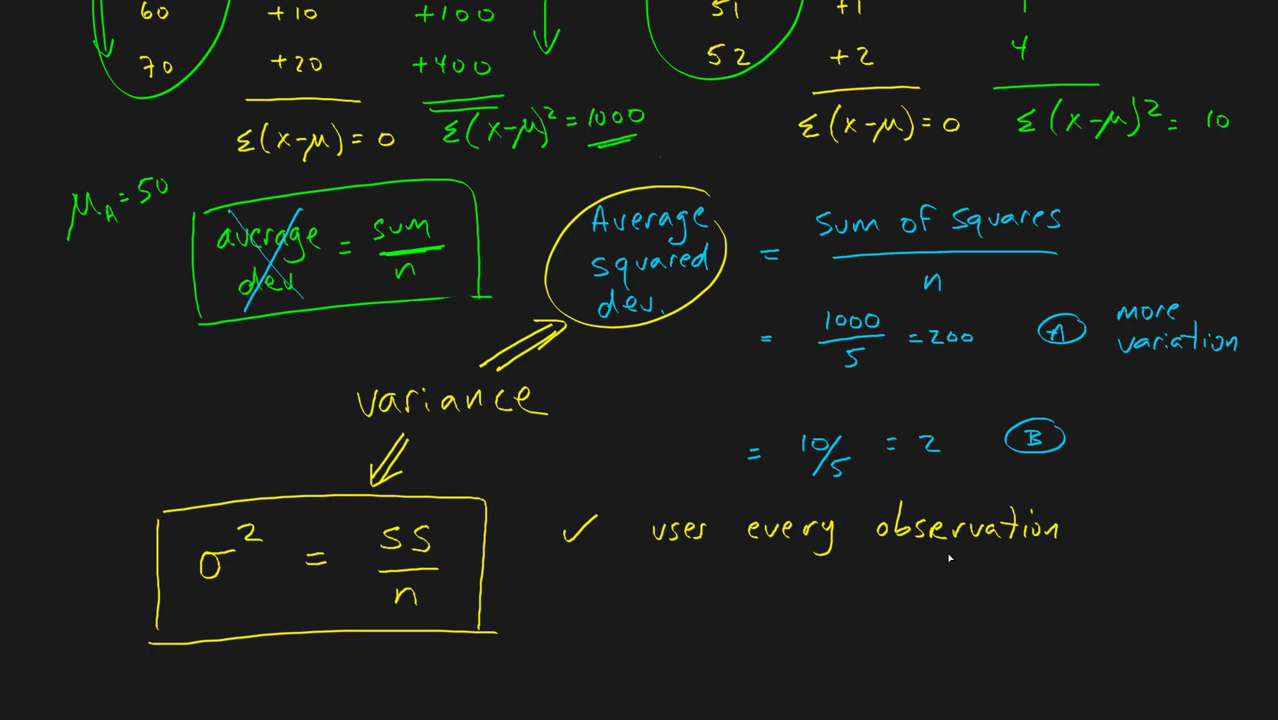 60 +10 +100 51 +1 1
70 +20 +400 52 +2 4
Σ(x-μ) = 0 Σ(x-μ)² = 1000 Σ(x-μ) = 0 Σ(x-μ)² = 10
μ_A = 50
average dev = sum/n
Average squared dev. = sum of squares / n
= 1000/5 = 200 A more variation
variance
= 10/5 = 2 B
σ² = SS/n ✓ uses every observation